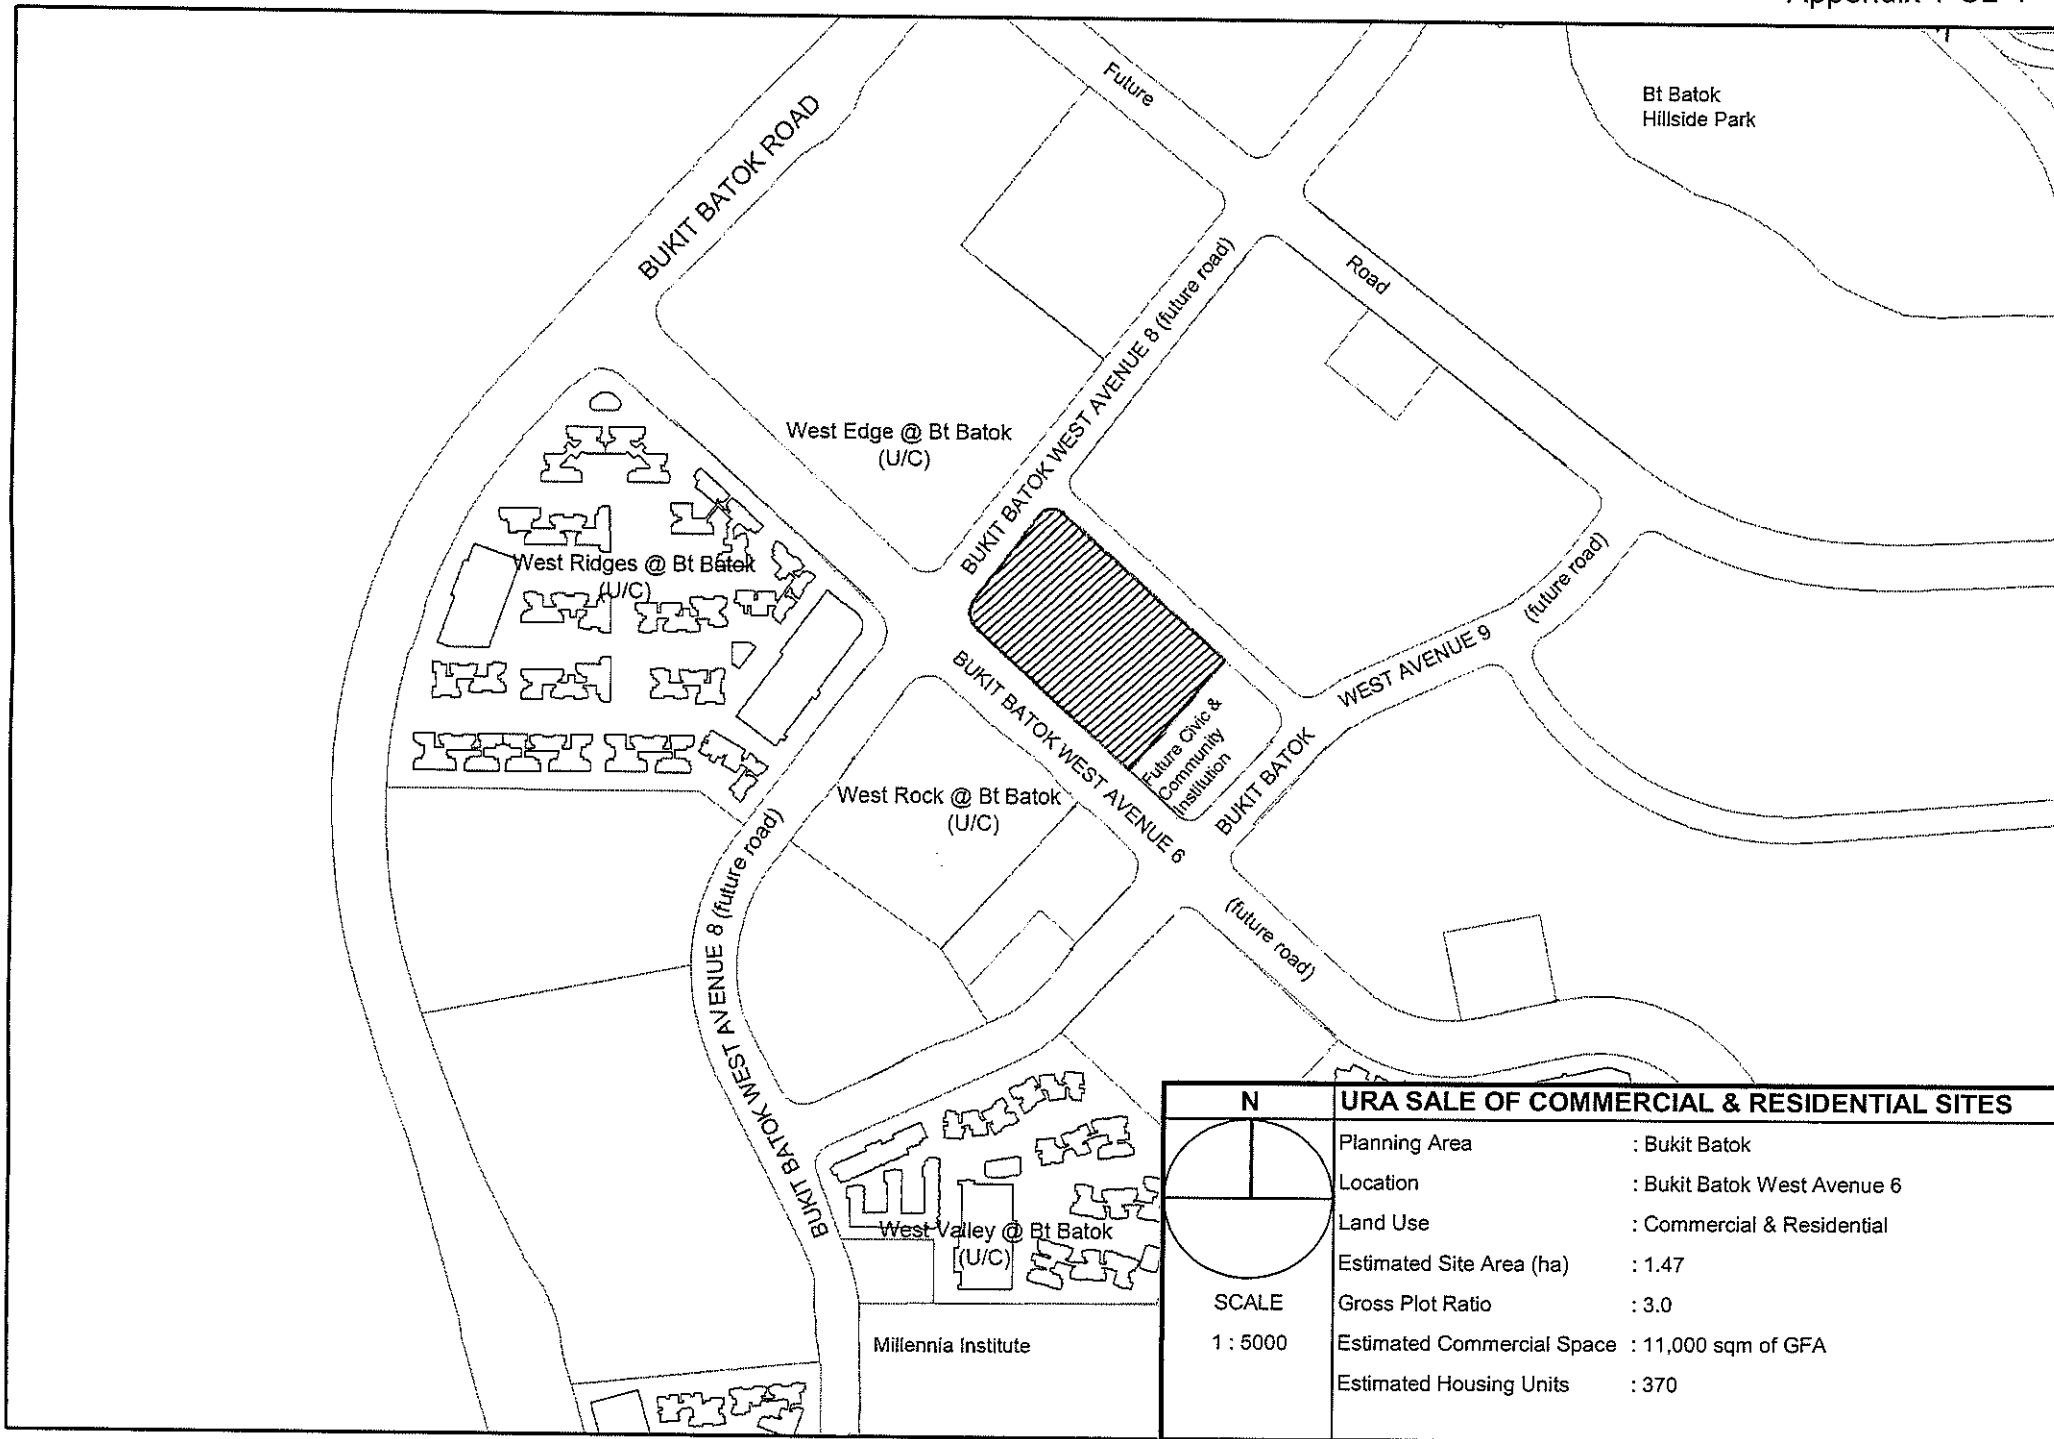 Future
Bt Batok
Hillside Park
BUKIT BATOK ROAD
Road
BUKIT BATOK WEST AVENUE 8 (future road)
West Edge @ Bt Batok
(U/C)
West Ridges @ Bt Batok
(U/C)
(future road)
WEST AVENUE 9
BUKIT BATOK
BUKIT BATOK WEST AVENUE 6
Future Civic &
Community
Institution
West Rock @ Bt Batok
(U/C)
(future road)
BUKIT BATOK WEST AVENUE 8 (future road)
West Valley @ Bt Batok
(U/C)
Millennia Institute
N
SCALE
1 : 5000
URA SALE OF COMMERCIAL & RESIDENTIAL SITES
Planning Area : Bukit Batok
Location : Bukit Batok West Avenue 6
Land Use : Commercial & Residential
Estimated Site Area (ha) : 1.47
Gross Plot Ratio : 3.0
Estimated Commercial Space : 11,000 sqm of GFA
Estimated Housing Units : 370